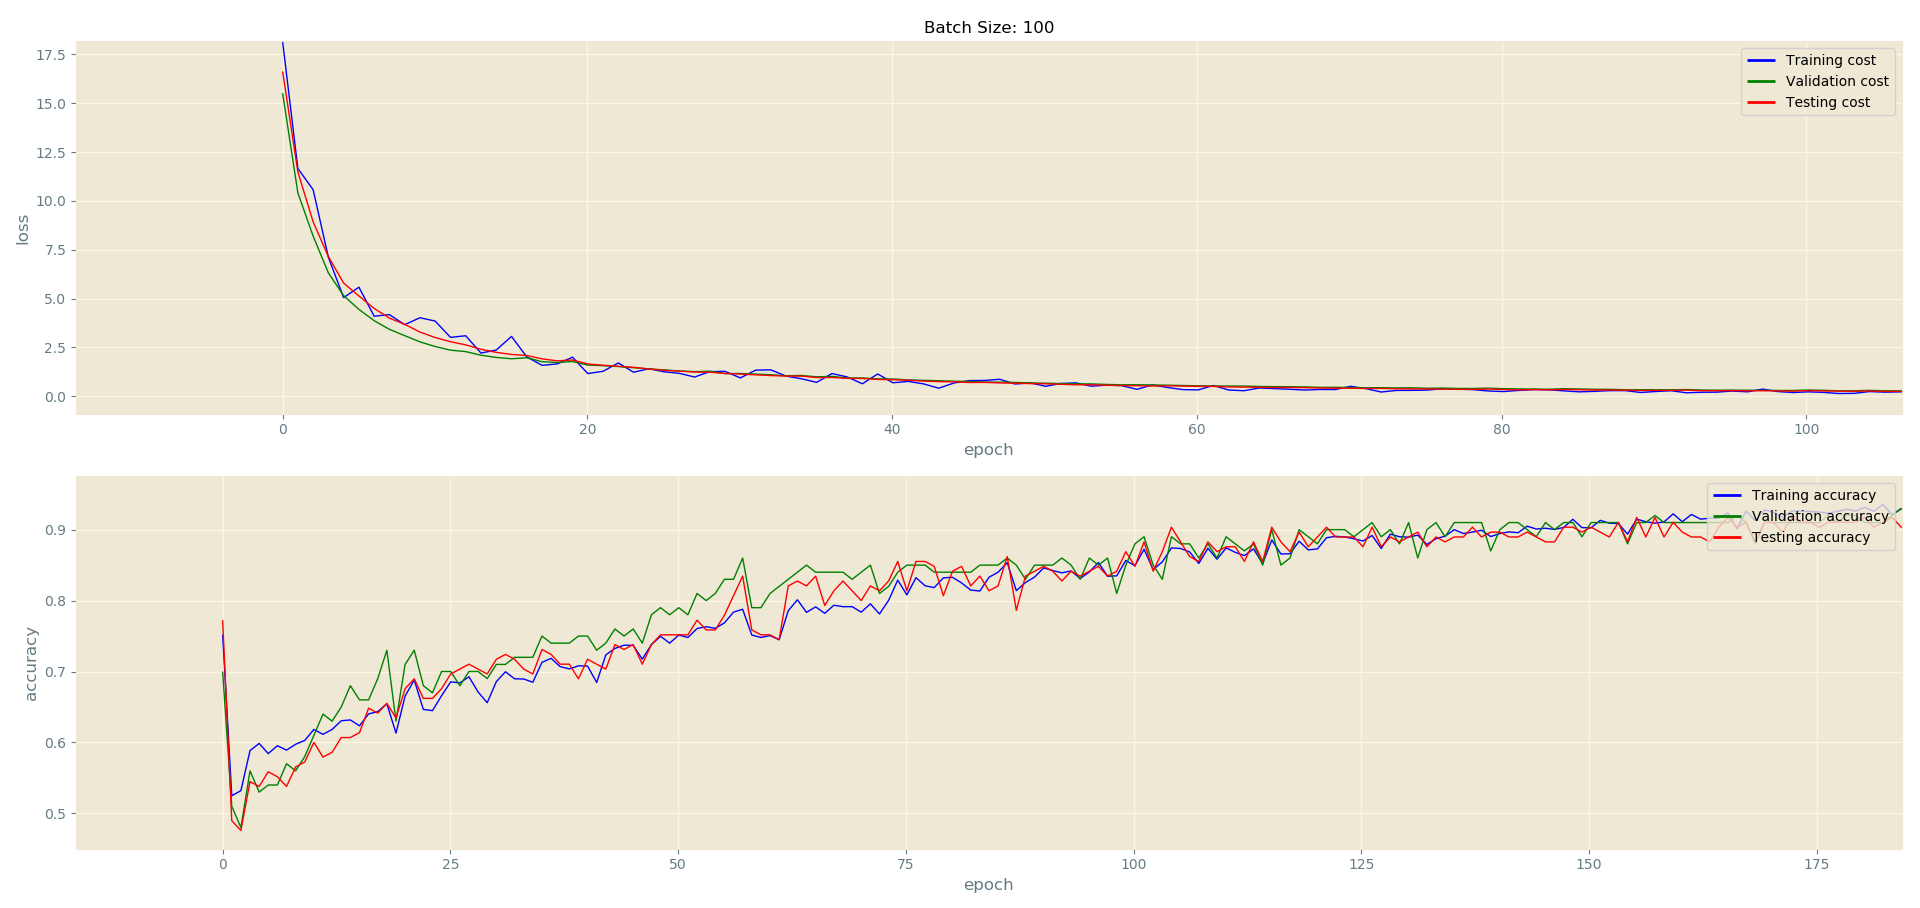 Batch Size: 100
17.5
15.0
12.5
10.0
7.5
5.0
2.5
0.0
loss
Training cost
Validation cost
Testing cost
0 20 40 60 80 100
epoch
0.9
0.8
0.7
0.6
0.5
accuracy
Training accuracy
Validation accuracy
Testing accuracy
0 25 50 75 100 125 150 175
epoch